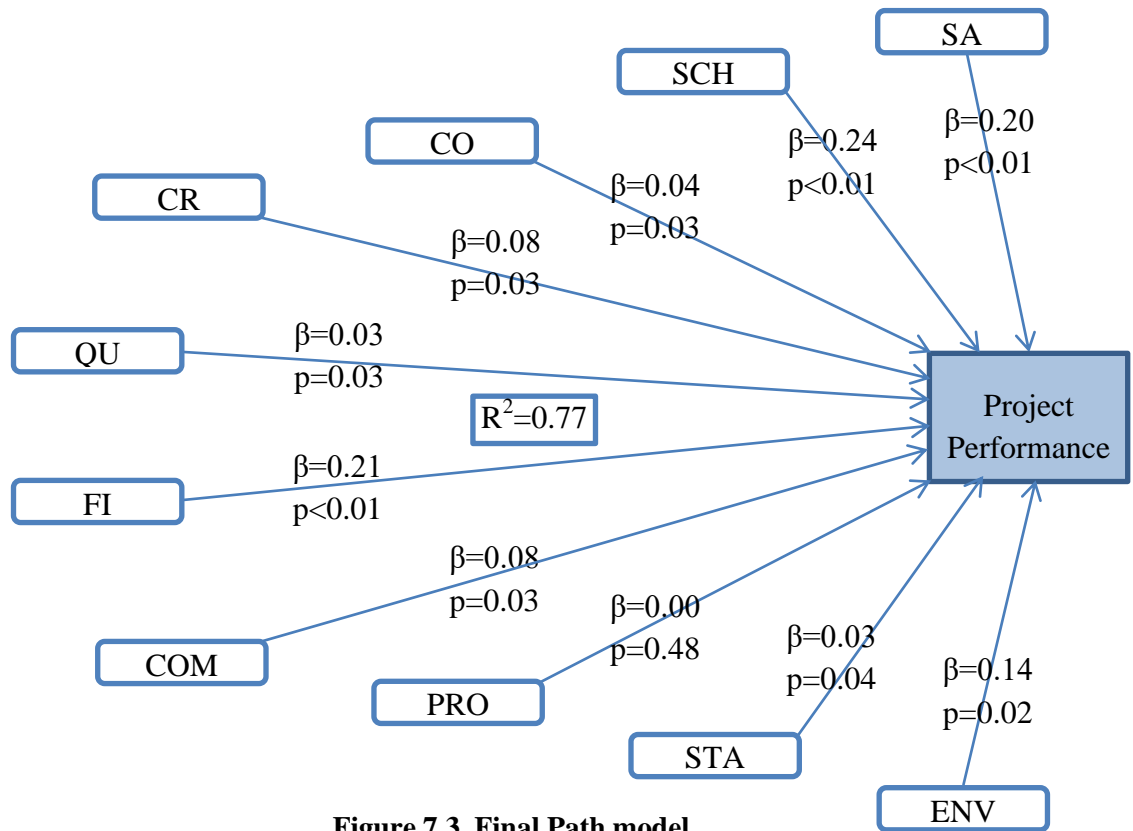 SA
SCH
β=0.20
p<0.01
CO
β=0.24
p<0.01
CR
β=0.04
p=0.03
β=0.08
p=0.03
QU
β=0.03
p=0.03
R²=0.77
Project
Performance
FI
β=0.21
p<0.01
COM
β=0.08
p=0.03
PRO
β=0.00
p=0.48
STA
β=0.03
p=0.04
β=0.14
p=0.02
ENV
Figure 7.3 Final Path model